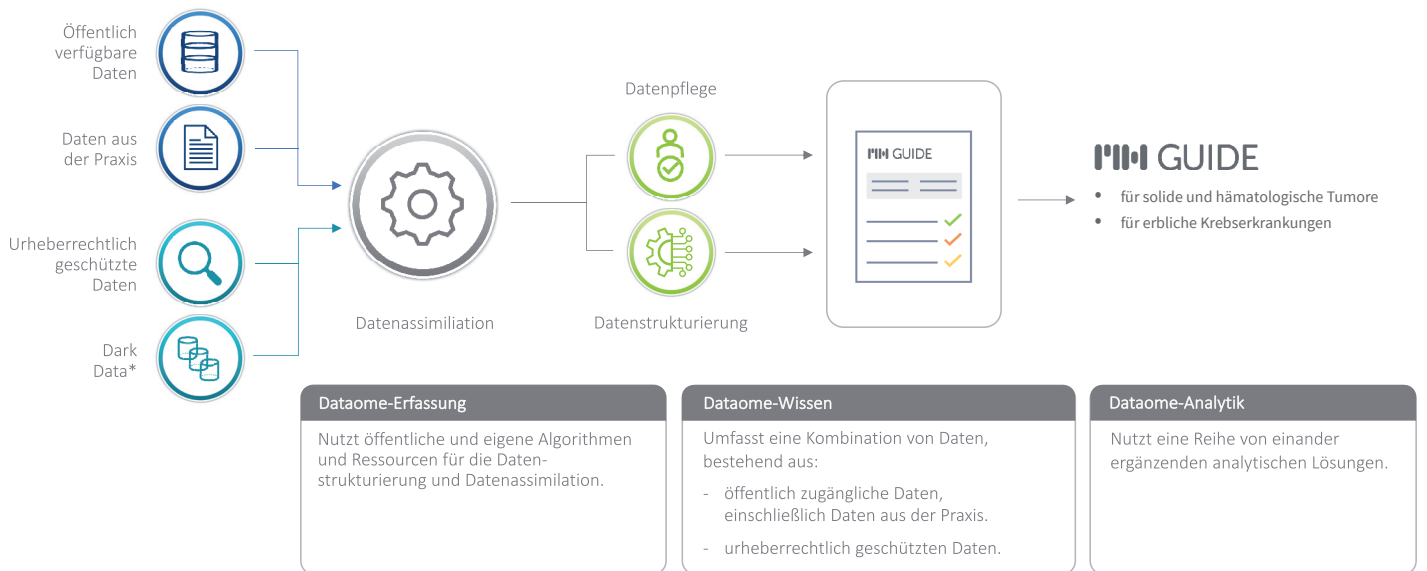 Öffentlich
verfügbare
Daten
Daten aus
der Praxis
Urheberrechtlich
geschützte
Daten
Dark
Data*
Datenassimiliation
Datenpflege
Datenstrukturierung
MH GUIDE
MH GUIDE
• für solide und hämatologische Tumore
• für erbliche Krebserkrankungen
Dataome-Erfassung
Nutzt öffentliche und eigene Algorithmen
und Ressourcen für die Daten-
strukturierung und Datenassimilation.
Dataome-Wissen
Umfasst eine Kombination von Daten,
bestehend aus:
- öffentlich zugängliche Daten,
einschließlich Daten aus der Praxis.
- urheberrechtlich geschützten Daten.
Dataome-Analytik
Nutzt eine Reihe von einander
ergänzenden analytischen Lösungen.